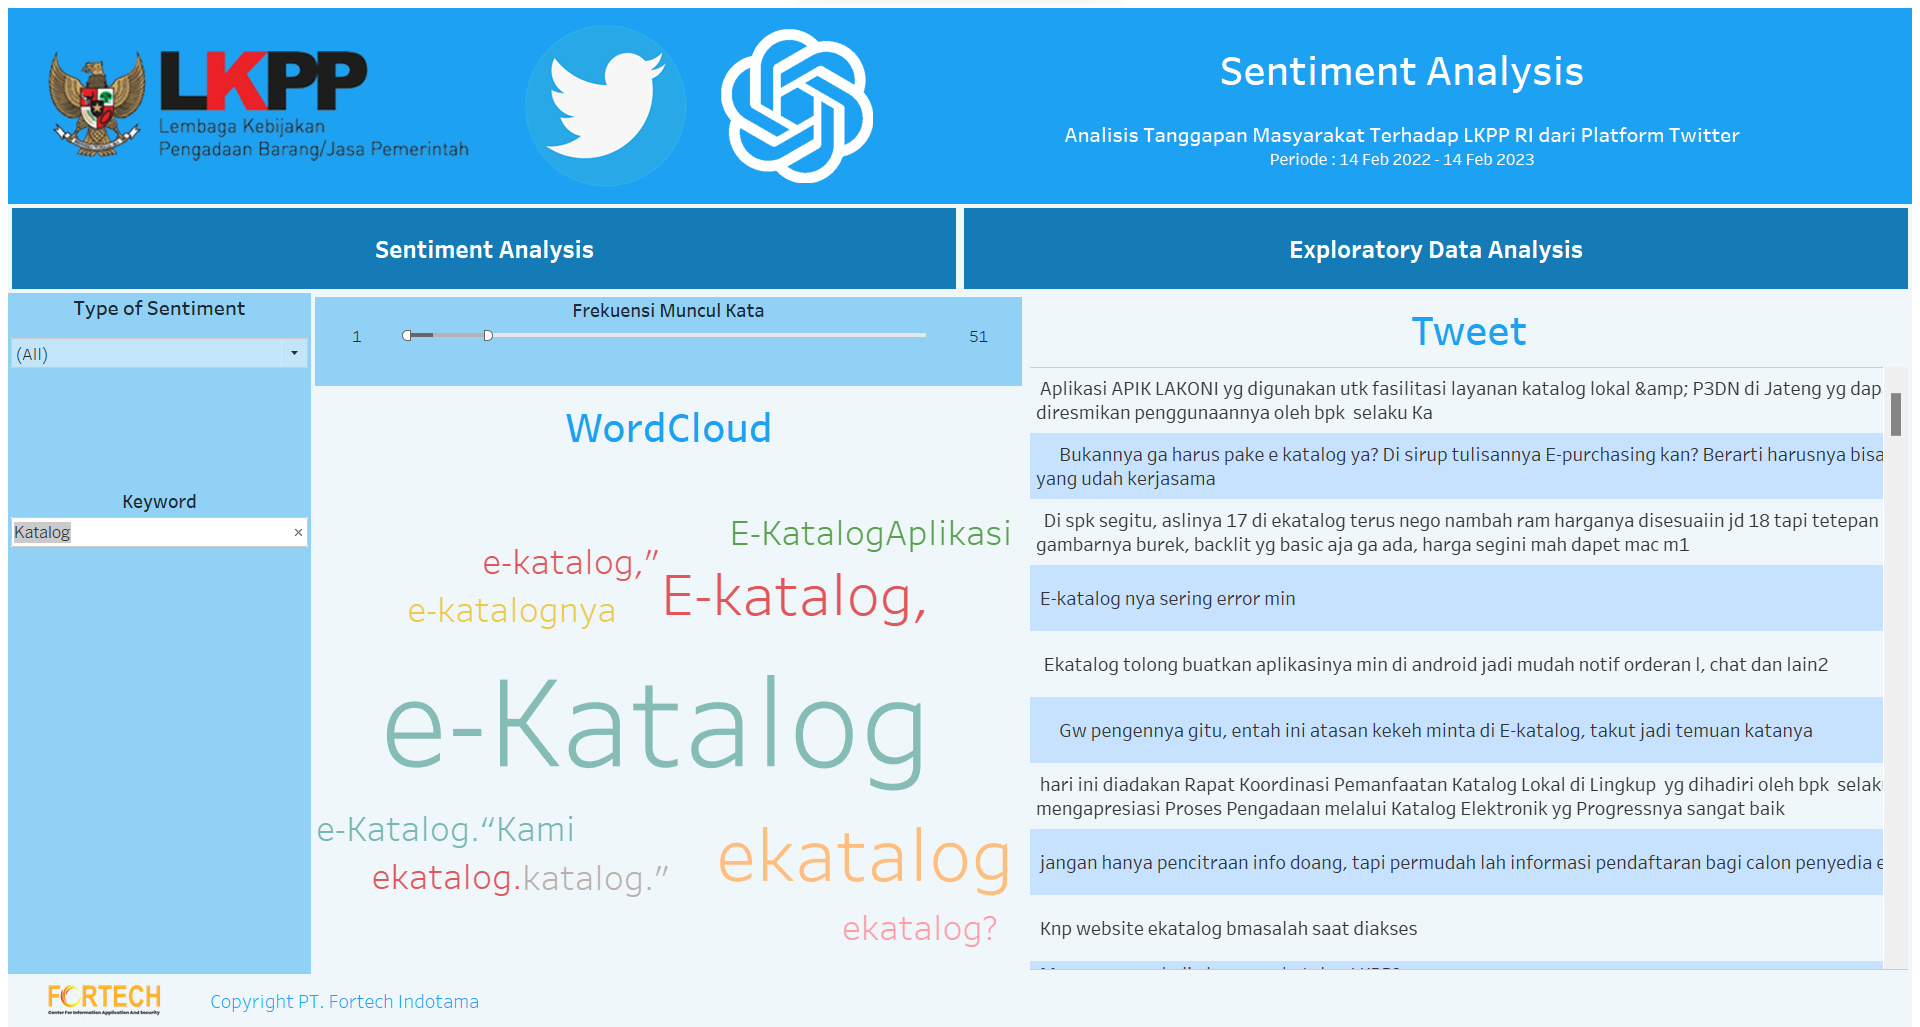 LKPP
Lembaga Kebijakan
Pengadaan Barang/Jasa Pemerintah
Sentiment Analysis
Analisis Tanggapan Masyarakat Terhadap LKPP RI dari Platform Twitter
Periode : 14 Feb 2022 - 14 Feb 2023
Sentiment Analysis
Exploratory Data Analysis
Type of Sentiment
(All)
Keyword
Katalog
Frekuensi Muncul Kata
1
51
WordCloud
E-KatalogAplikasi
e-katalog,”
E-katalog,
e-katalognya
e-Katalog
e-Katalog.“Kami
ekatalog
ekatalog.
katalog.”
ekatalog?
Tweet
Aplikasi APIK LAKONI yg digunakan utk fasilitasi layanan katalog lokal &amp; P3DN di Jateng yg dap
diresmikan penggunaannya oleh bpk selaku Ka
Bukannya ga harus pake e katalog ya? Di sirup tulisannya E-purchasing kan? Berarti harusnya bisa
yang udah kerjasama
Di spk segitu, aslinya 17 di ekatalog terus nego nambah ram harganya disesuaiin jd 18 tapi tetepan
gambarnya burek, backlit yg basic aja ga ada, harga segini mah dapet mac m1
E-katalog nya sering error min
Ekatalog tolong buatkan aplikasinya min di android jadi mudah notif orderan l, chat dan lain2
Gw pengennya gitu, entah ini atasan kekeh minta di E-katalog, takut jadi temuan katanya
hari ini diadakan Rapat Koordinasi Pemanfaatan Katalog Lokal di Lingkup yg dihadiri oleh bpk selak
mengapresiasi Proses Pengadaan melalui Katalog Elektronik yg Progressnya sangat baik
jangan hanya pencitraan info doang, tapi permudah lah informasi pendaftaran bagi calon penyedia e
Knp website ekatalog bmasalah saat diakses
FORTECH
Center For Information Application And Security
Copyright PT. Fortech Indotama